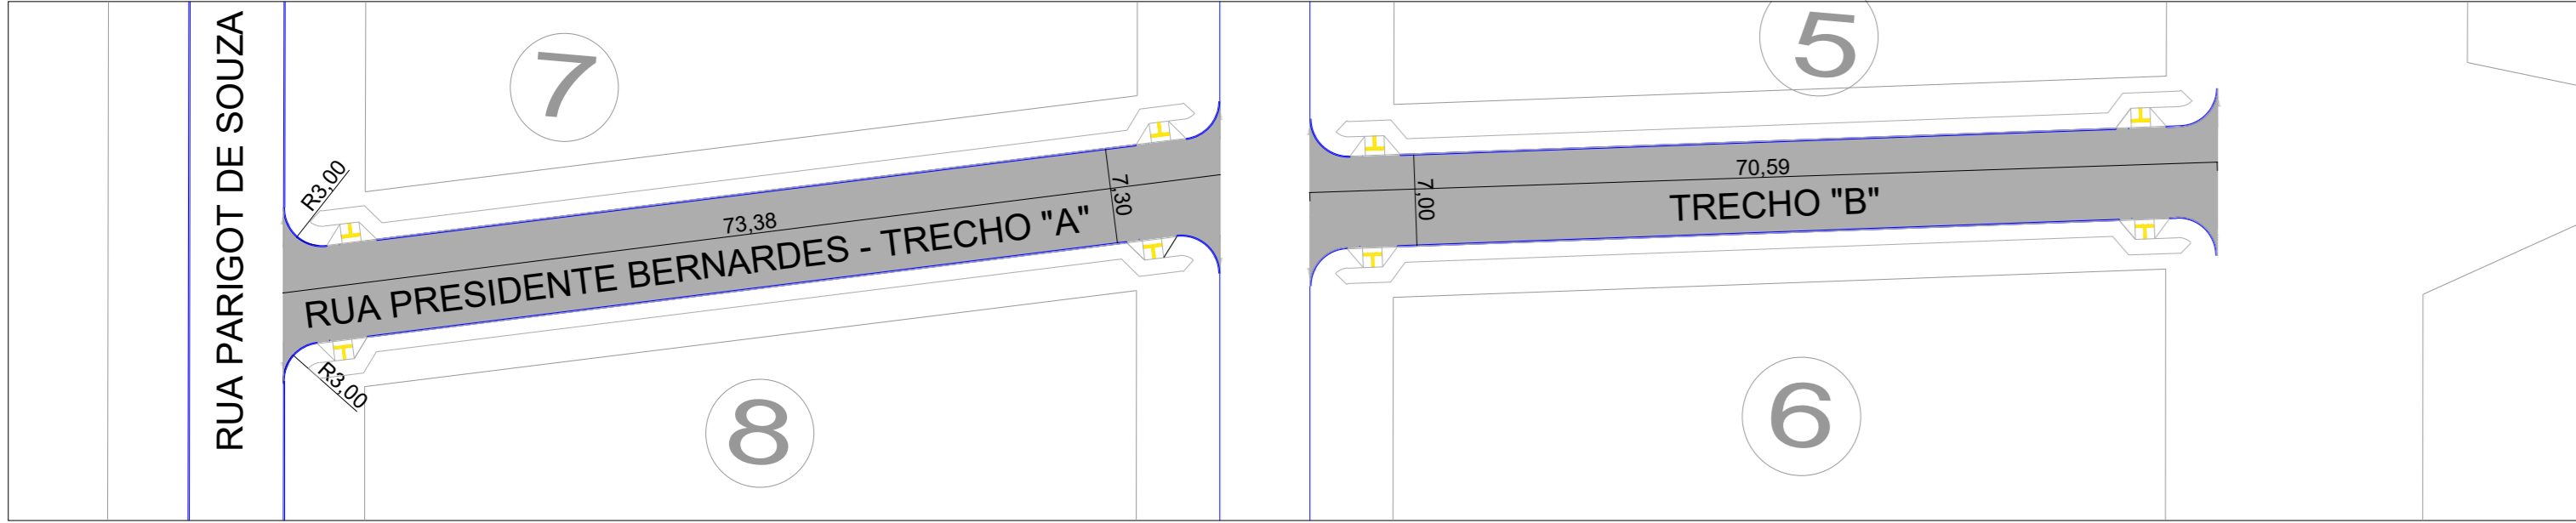 RUA PARIGOT DE SOUZA
7
R3,00
73,38
7,30
RUA PRESIDENTE BERNARDES - TRECHO "A"
R3,00
8
5
70,59
7,00
TRECHO "B"
6